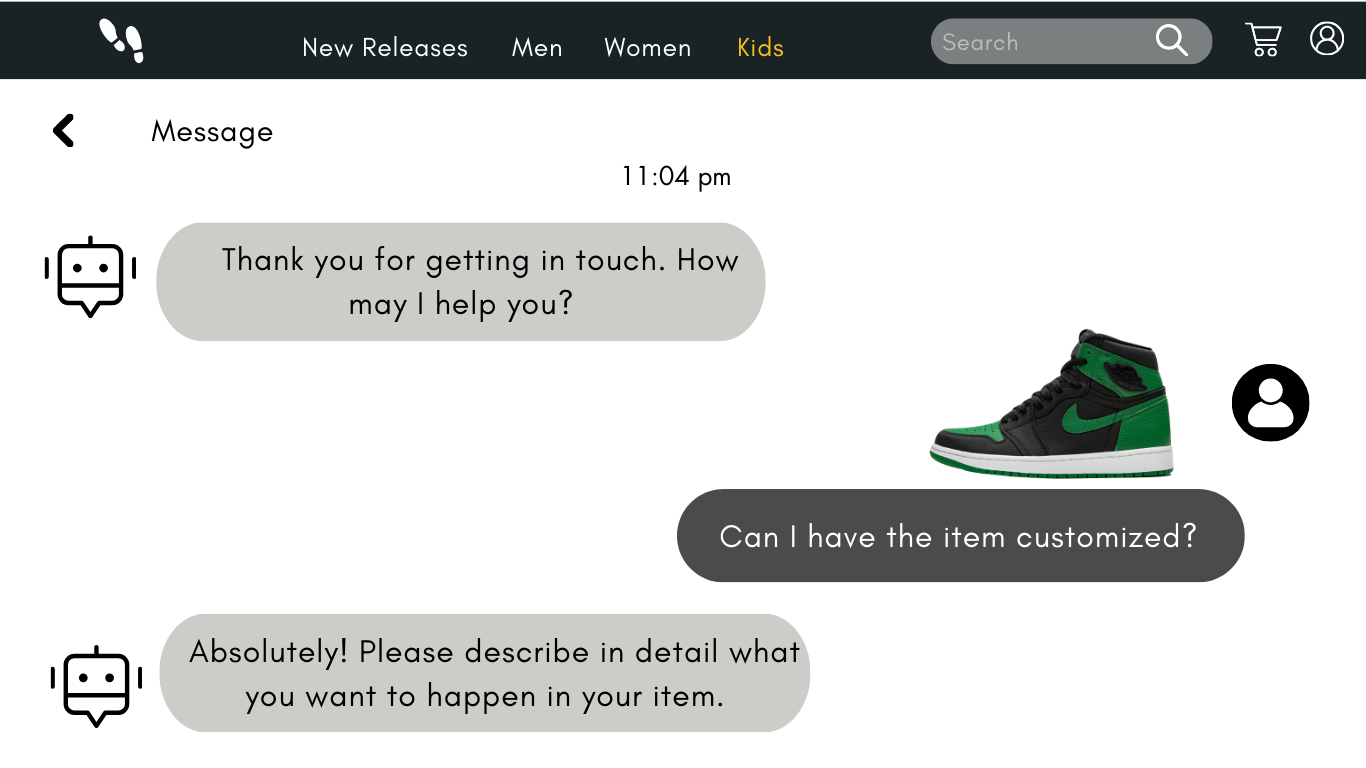 New Releases Men Women Kids Search
Message
11:04 pm
Thank you for getting in touch. How
may I help you?
Can I have the item customized?
Absolutely! Please describe in detail what
you want to happen in your item.